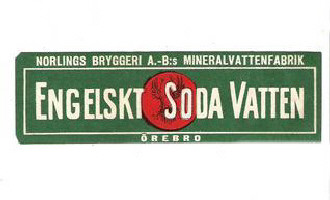 NORLINGS BRYGGERI A.-B:s MINERALVATTENFABRIK
ENGELSKT SODA VATTEN
ÖREBRO